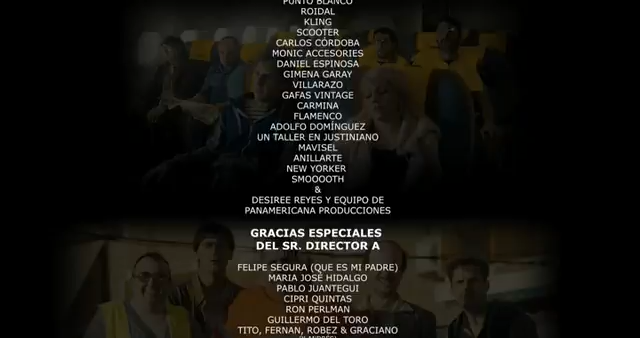 PUNTO BLANCO
ROIDAL
KLING
SCOOTER
CARLOS CÓRDOBA
MONIC ACCESORIES
DANIEL ESPINOSA
GIMENA GARAY
VILLARAZO
GAFAS VINTAGE
CARMINA
FLAMENCO
ADOLFO DOMÍNGUEZ
UN TALLER EN JUSTINIANO
MAVISEL
ANILLARTE
NEW YORKER
SMOOOOTH
&
DESIREE REYES Y EQUIPO DE
PANAMERICANA PRODUCCIONES
GRACIAS ESPECIALES
DEL SR. DIRECTOR A
FELIPE SEGURA (QUE ES MI PADRE)
MARIA JOSÉ HIDALGO
PABLO JUANTEGUI
CIPRI QUINTAS
RON PERLMAN
GUILLERMO DEL TORO
TITO, FERNAN, ROBEZ & GRACIANO